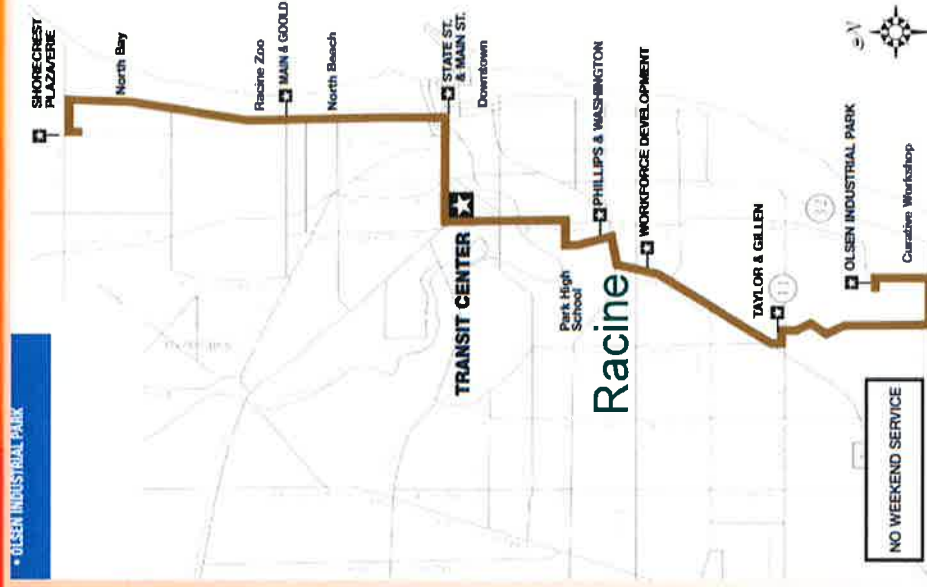 • OLSEN INDUSTRIAL PARK
SHORECREST
PLAZA/ERIE
North Bay
Racine Zoo
MAIN & GOOLD
North Beach
STATE ST.
& MAIN ST.
Downtown
TRANSIT CENTER
Park High
School
PHILLIPS & WASHINGTON
WORKFORCE DEVELOPMENT
Racine
TAYLOR & GILLEN
11
32
OLSEN INDUSTRIAL PARK
Curative Workshop
NO WEEKEND SERVICE
N